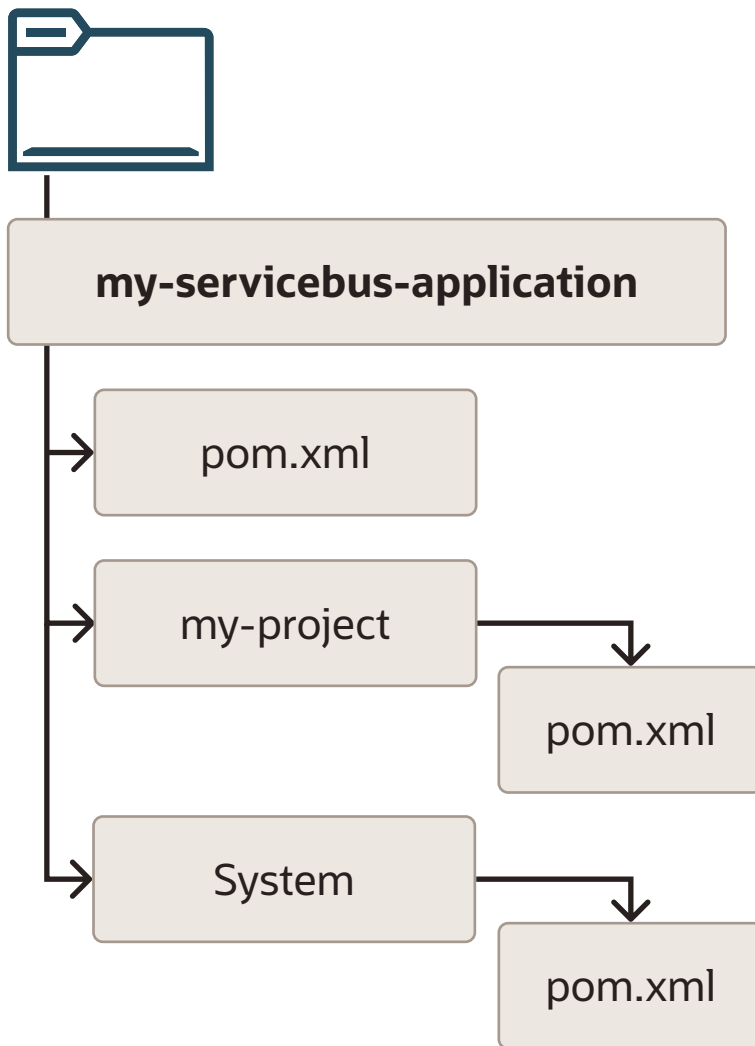 my-servicebus-application
pom.xml
my-project
pom.xml
System
pom.xml